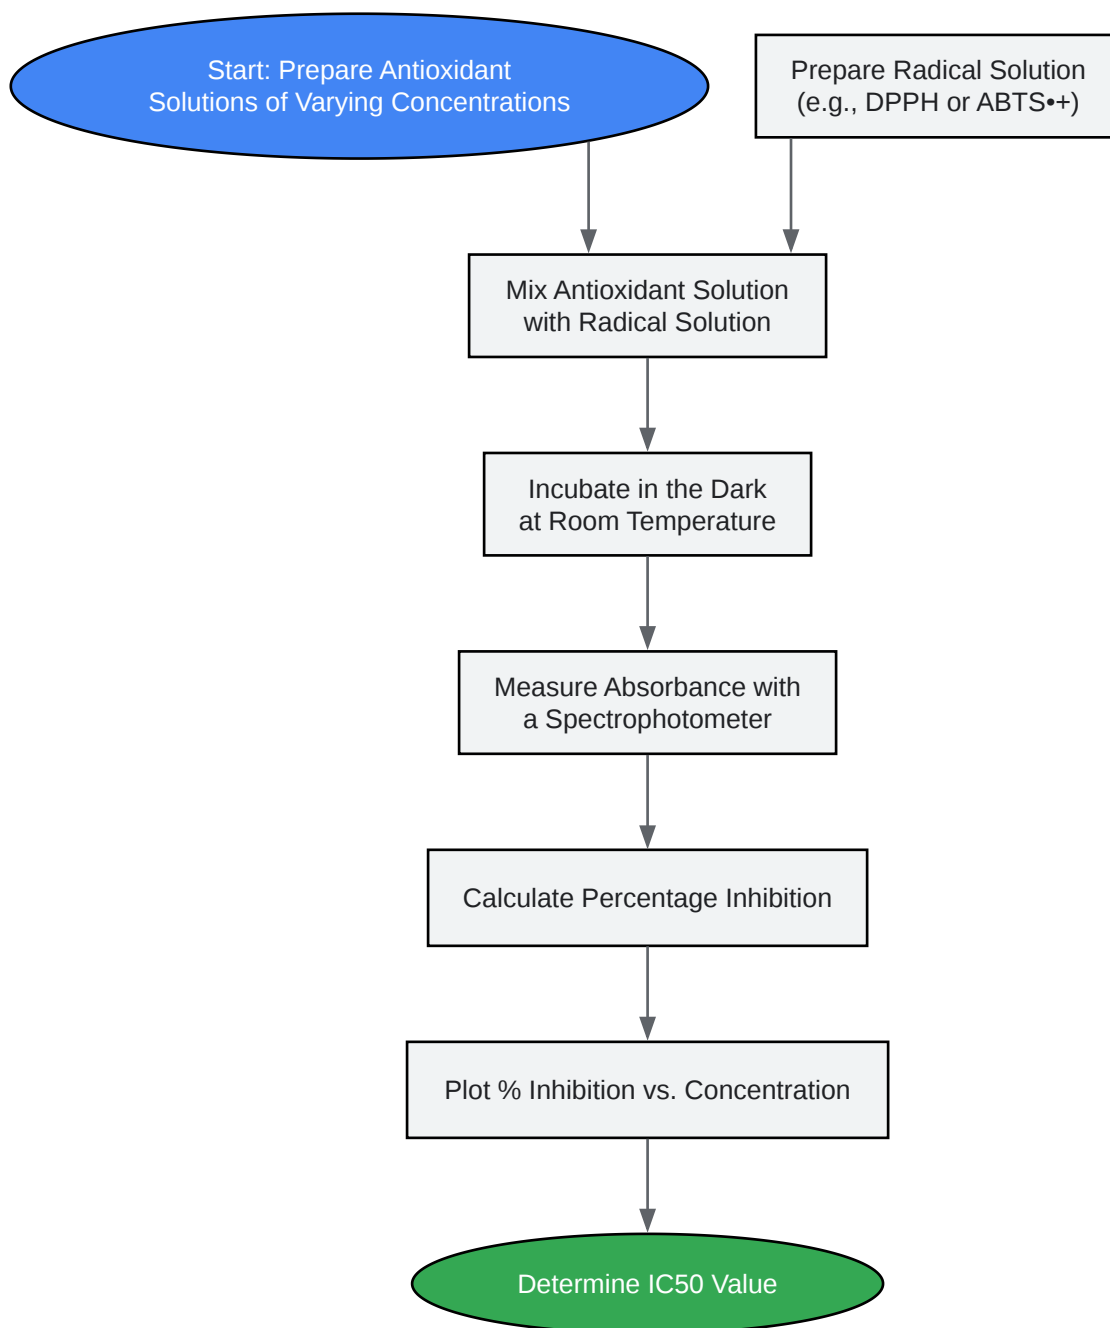 Start: Prepare Antioxidant
Solutions of Varying Concentrations
Prepare Radical Solution
(e.g., DPPH or ABTS•+)
Mix Antioxidant Solution
with Radical Solution
Incubate in the Dark
at Room Temperature
Measure Absorbance with
a Spectrophotometer
Calculate Percentage Inhibition
Plot % Inhibition vs. Concentration
Determine IC50 Value